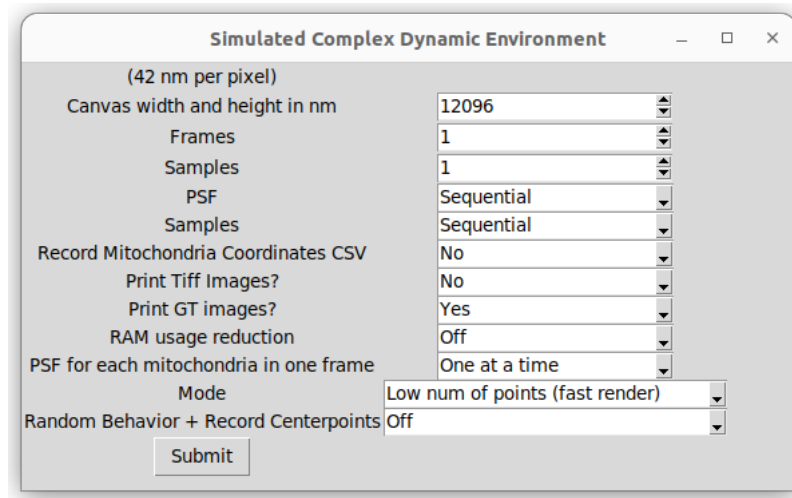 Simulated Complex Dynamic Environment
(42 nm per pixel)
Canvas width and height in nm 12096
Frames 1
Samples 1
PSF Sequential
Samples Sequential
Record Mitochondria Coordinates CSV No
Print Tiff Images? No
Print GT images? Yes
RAM usage reduction Off
PSF for each mitochondria in one frame One at a time
Mode Low num of points (fast render)
Random Behavior + Record Centerpoints Off
Submit